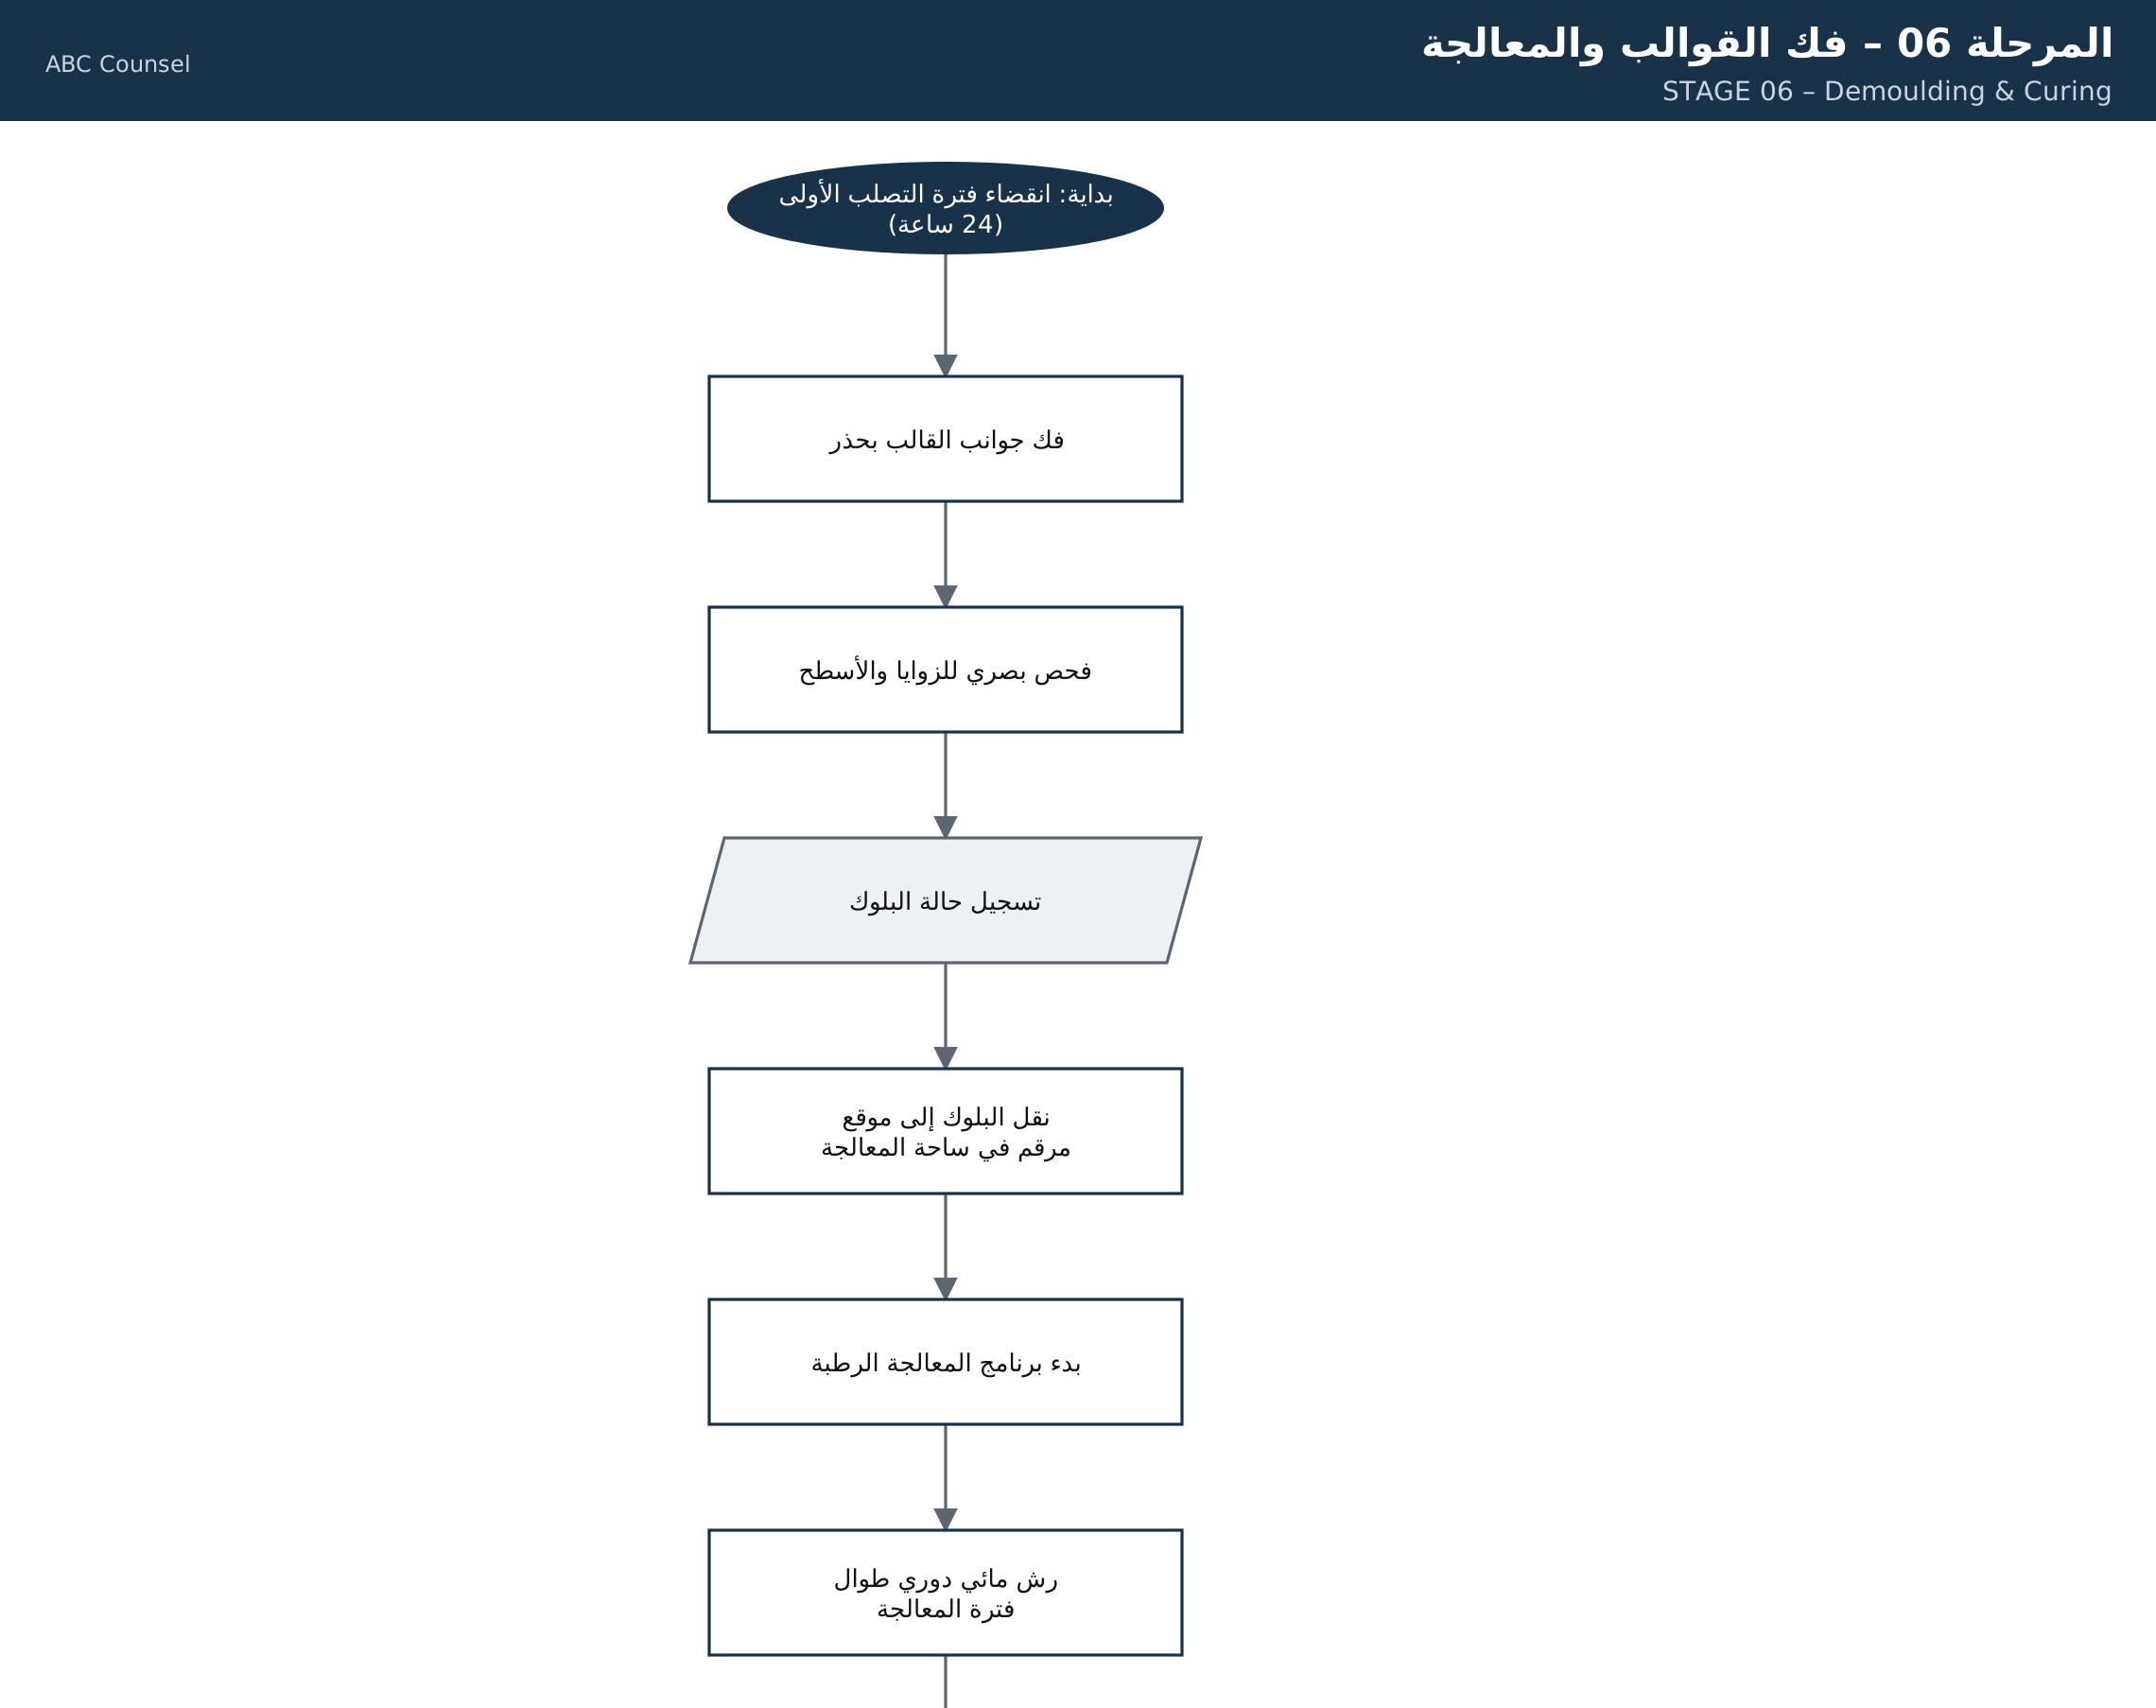 المرحلة 06 – فك القوالب والمعالجة
STAGE 06 – Demoulding & Curing
ABC Counsel
بداية: انقضاء فترة التصلب الأولى
(24 ساعة)
فك جوانب القالب بحذر
فحص بصري للزوايا والأسطح
تسجيل حالة البلوك
نقل البلوك إلى موقع
مرقم في ساحة المعالجة
بدء برنامج المعالجة الرطبة
رش مائي دوري طوال
فترة المعالجة